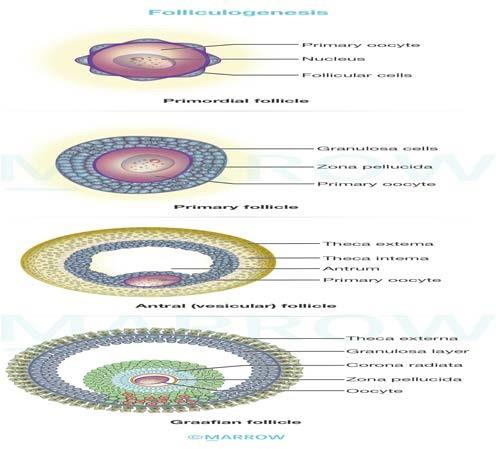 Folliculogenesis
Primary oocyte
Nucleus
Follicular cells
Primordial follicle
Granulosa cells
Zona pellucida
Primary oocyte
Primary follicle
Theca externa
Theca interna
Antrum
Primary oocyte
Antral (vesicular) follicle
Theca externa
Granulosa layer
Corona radiata
Zona pellucida
Oocyte
Graafian follicle
©MARROW
MARROW
MARROW